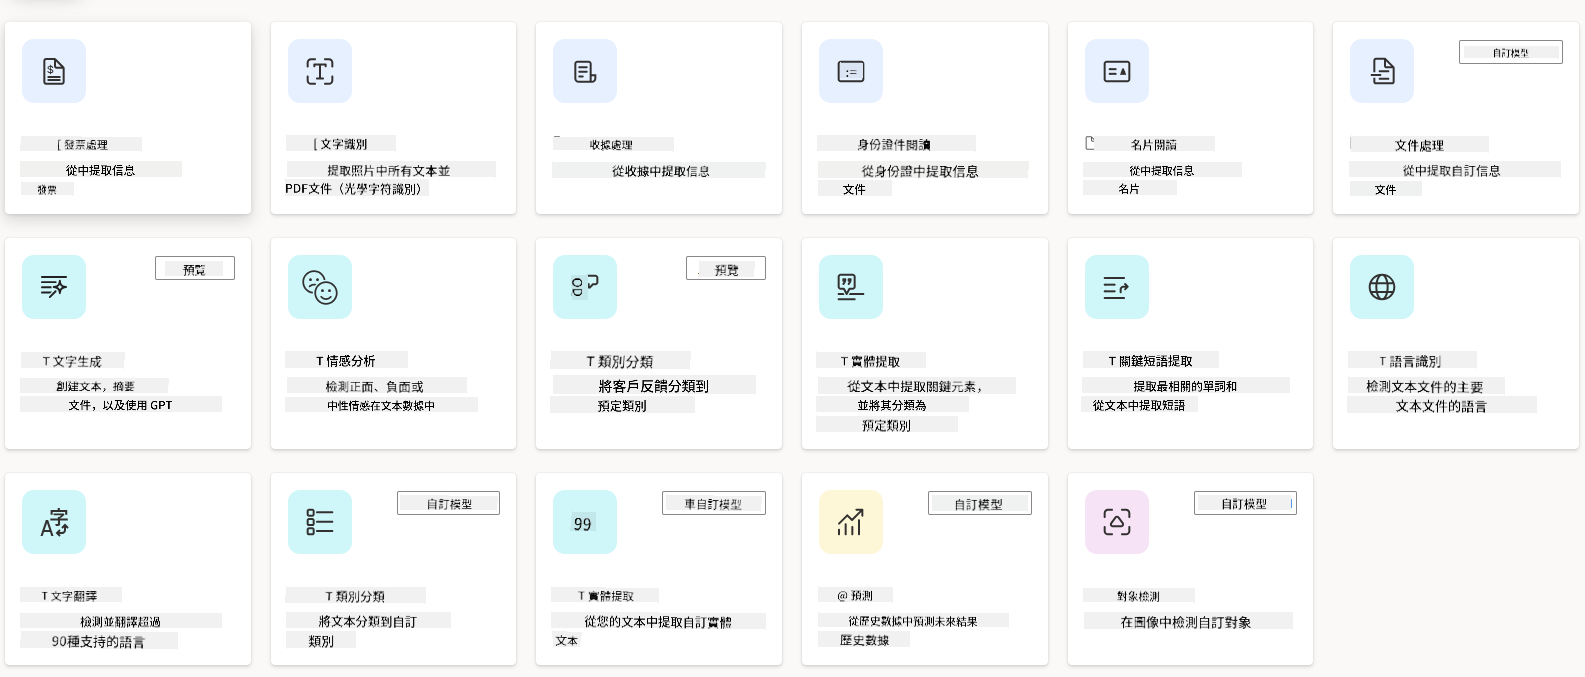 [ 發票處理
從中提取信息
發票
[ 文字識別
提取照片中所有文本並
PDF文件（光學字符識別）
收據處理
從收據中提取信息
身份證件閱讀
從身份證中提取信息
文件
名片閱讀
從中提取信息
名片
自訂模型
文件處理
從中提取自訂信息
文件
預覧
T 文字生成
創建文本，摘要
文件，以及使用 GPT
T 情感分析
檢測正面、負面或
中性情感在文本數據中
預覽
T 類別分類
將客戶反饋分類到
預定類別
T 實體提取
從文本中提取關鍵元素，
並將其分類為
預定類別
T 關鍵短語提取
提取最相關的單詞和
從文本中提取短語
T 語言識別
檢測文本文件的主要
文本文件的語言
T 文字翻譯
檢測並翻譯超過
90種支持的語言
自訂模型
T 類別分類
將文本分類到自訂
類別
車自訂模型
99
T 實體提取
從您的文本中提取自訂實體
文本
自訂模型
@ 預測
從歷史數據中預測未來結果
歷史數據
自訂模型
對象檢測
在圖像中檢測自訂對象